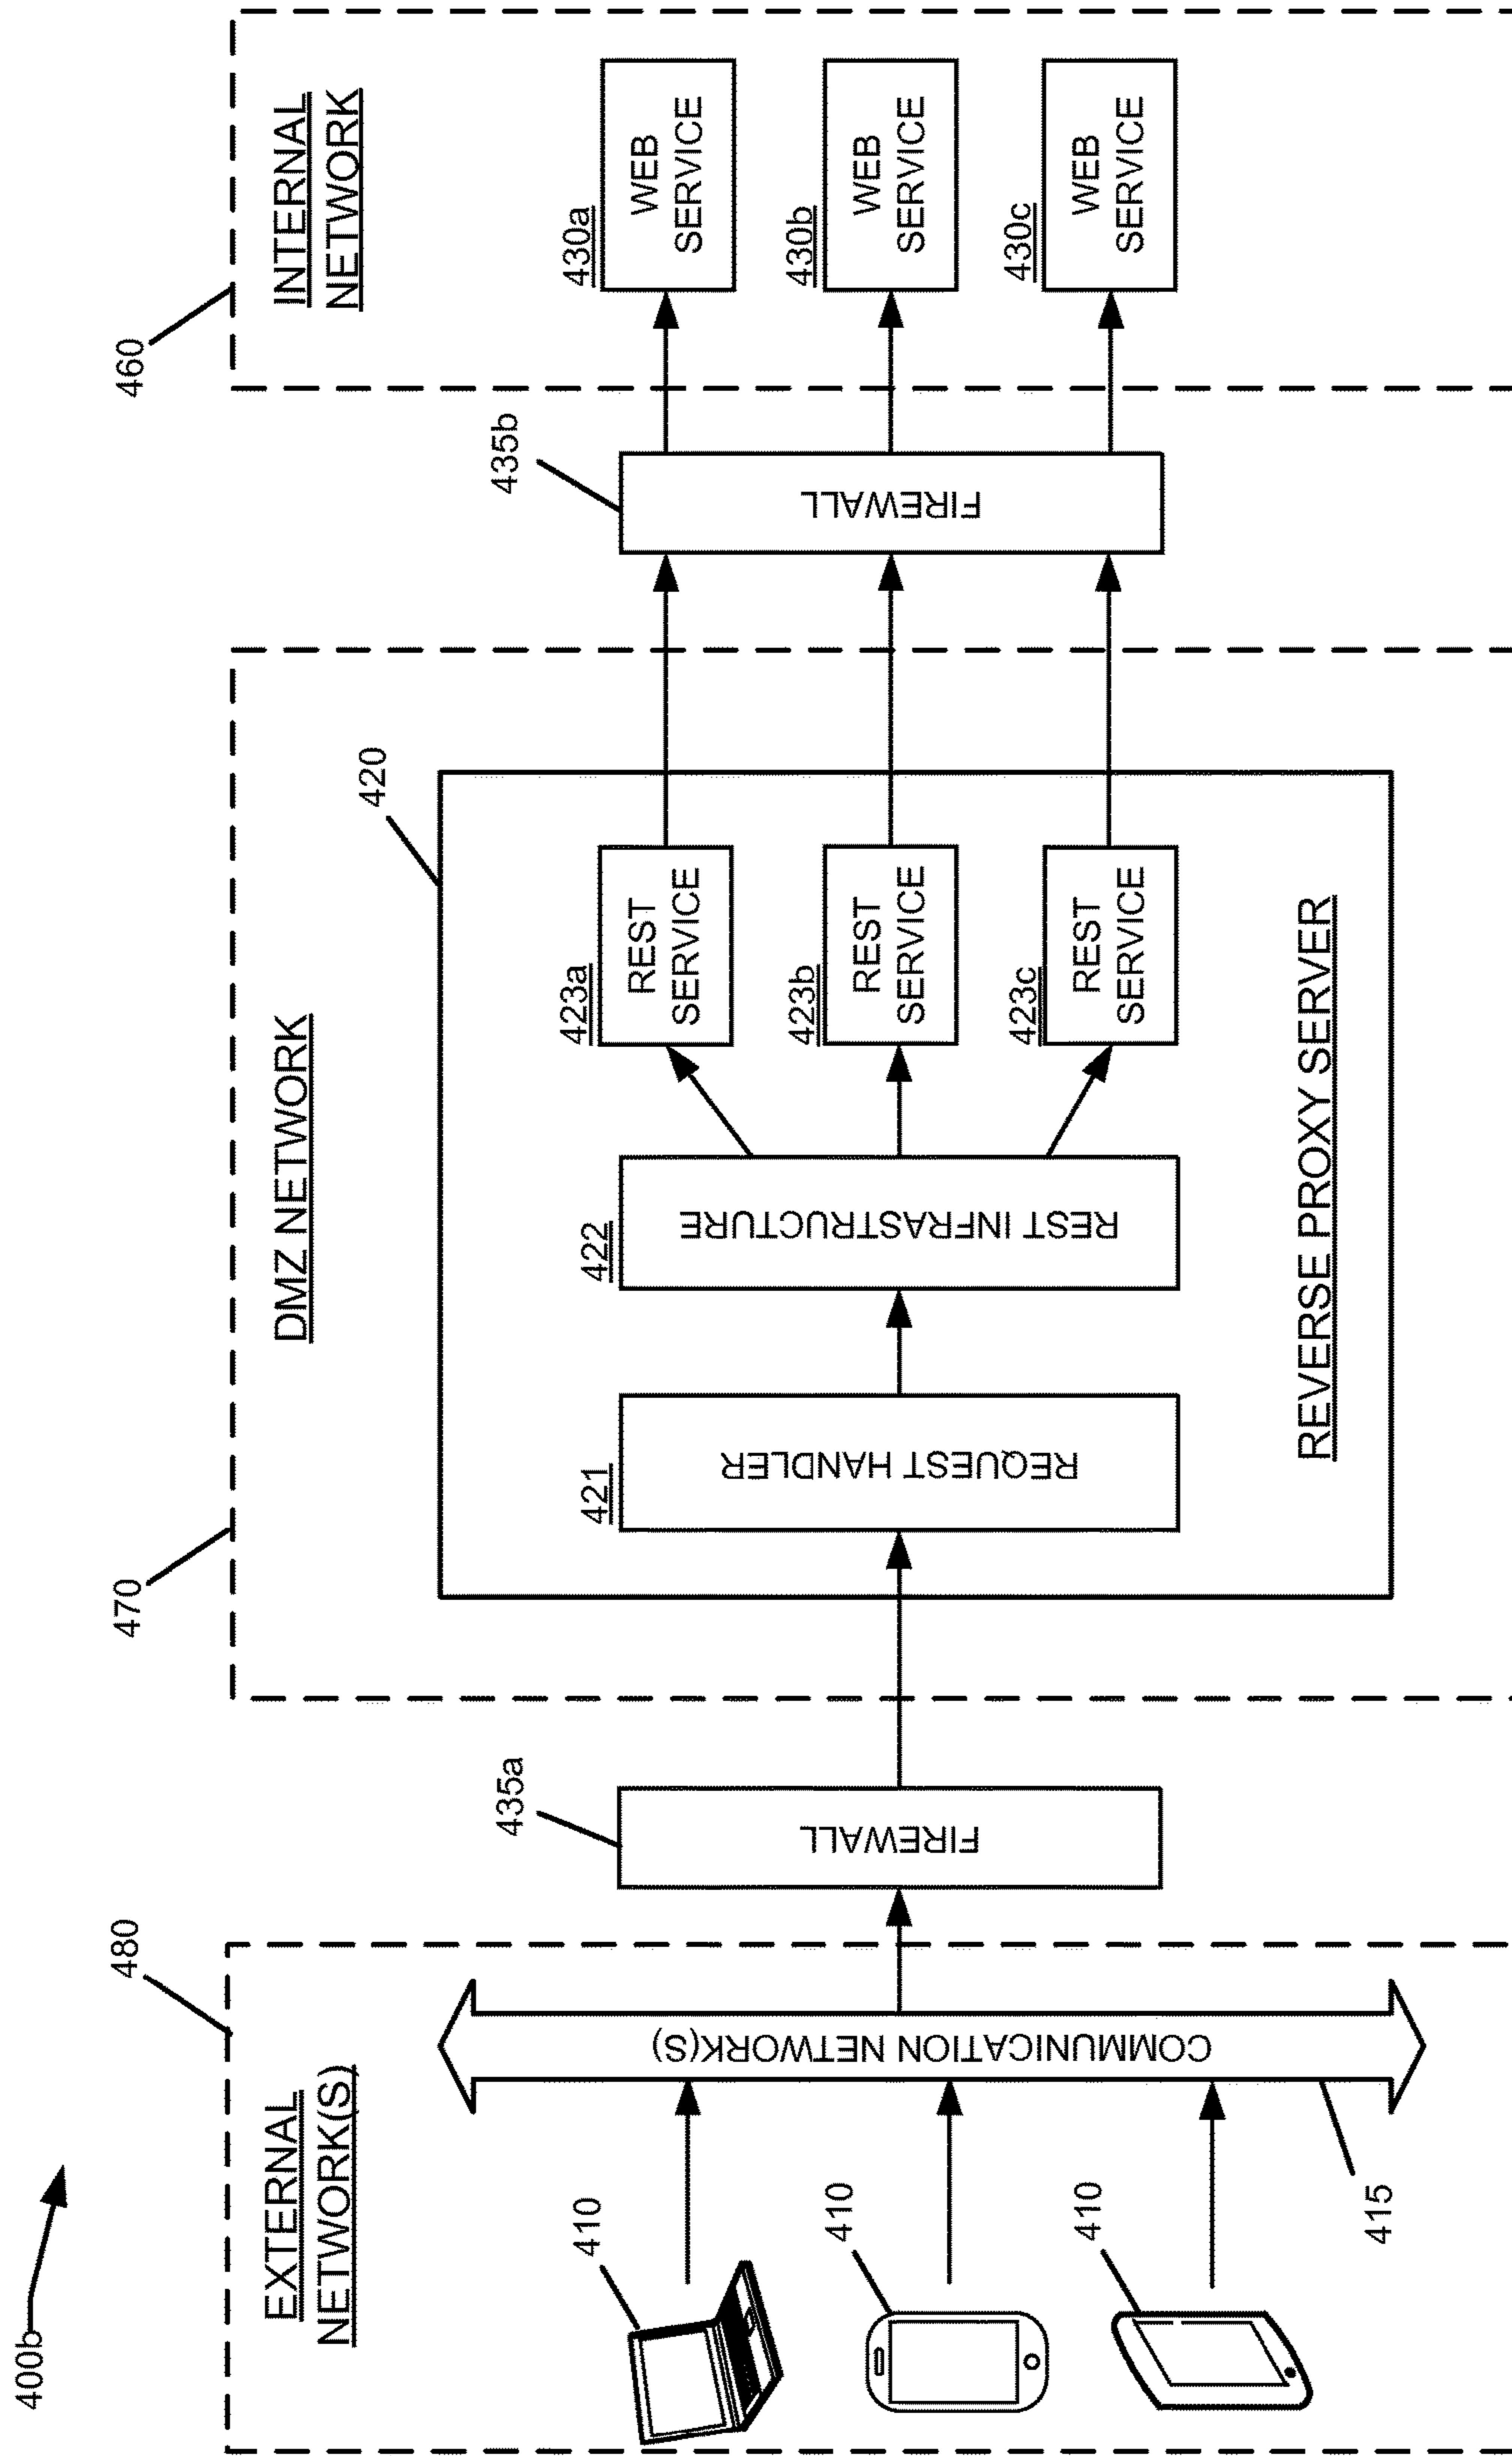 400b
480
EXTERNAL
NETWORK(S)
410
410
410
COMMUNICATION NETWORK(S)
415
435a
FIREWALL
470
DMZ NETWORK
420
421
REQUEST HANDLER
422
REST INFRASTRUCTURE
423a
REST
SERVICE
423b
REST
SERVICE
423c
REST
SERVICE
REVERSE PROXY SERVER
435b
FIREWALL
460
INTERNAL
NETWORK
430a
WEB
SERVICE
430b
WEB
SERVICE
430c
WEB
SERVICE